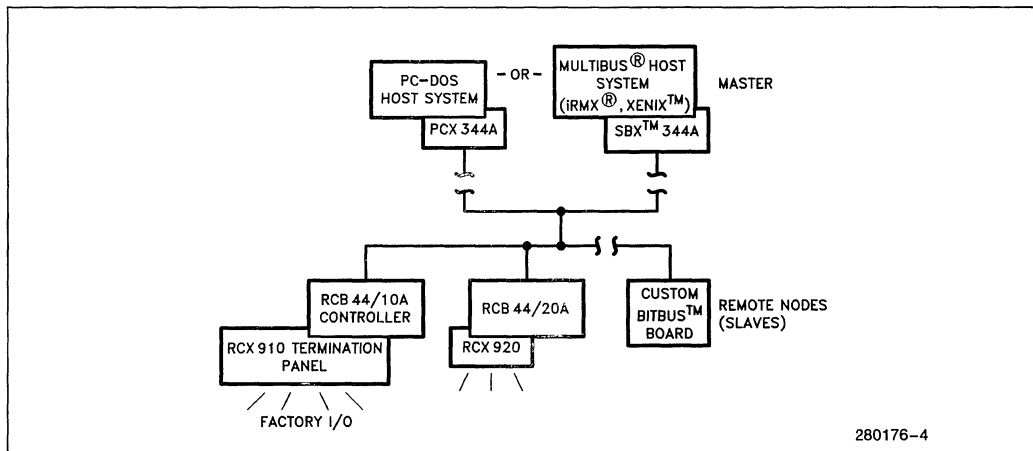 PC-DOS
HOST SYSTEM
PCX 344A
- OR -
MULTIBUS® HOST
SYSTEM
(iRMX®, XENIX™)
SBX™ 344A
MASTER
RCB 44/10A
CONTROLLER
RCX 910 TERMINATION
PANEL
FACTORY I/O
RCB 44/20A
RCX 920
CUSTOM
BITBUS™
BOARD
REMOTE NODES
(SLAVES)
280176-4